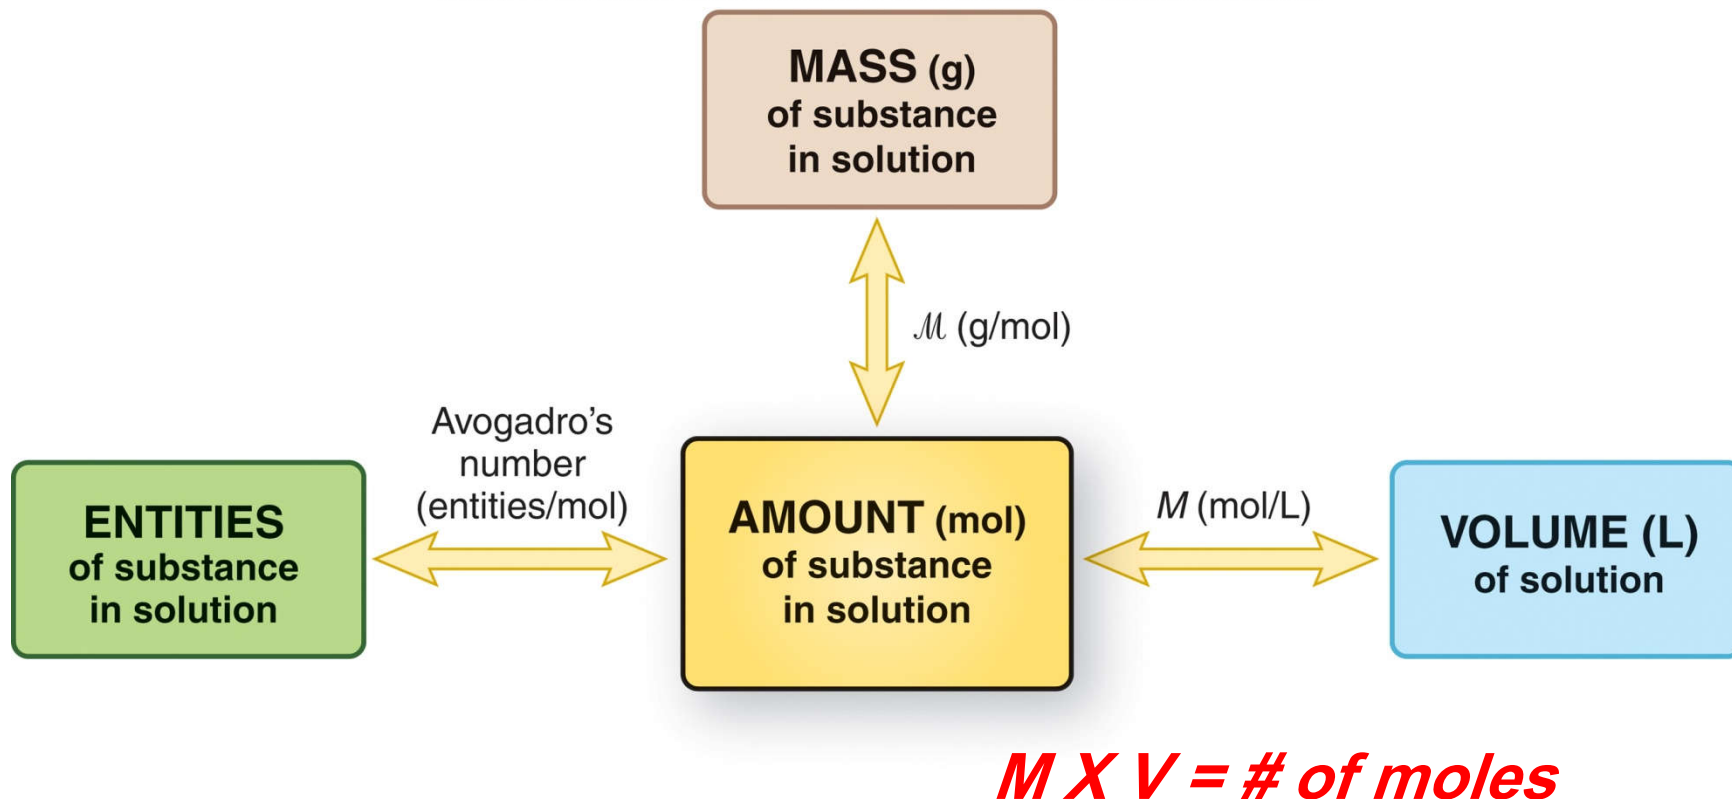 MASS (g)
of substance
in solution
ℳ (g/mol)
Avogadro's
number
(entities/mol)
ENTITIES
of substance
in solution
AMOUNT (mol)
of substance
in solution
M (mol/L)
VOLUME (L)
of solution
M X V = # of moles